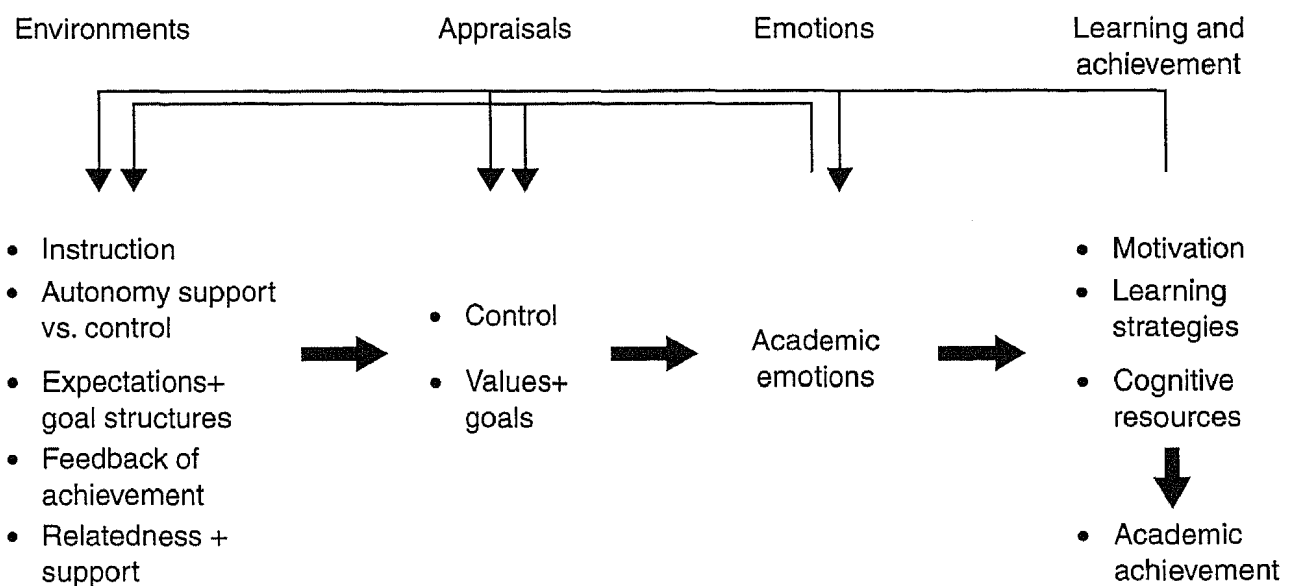 Environments
Appraisals
Emotions
Learning and
achievement
• Instruction
• Autonomy support
vs. control
• Expectations+
goal structures
• Feedback of
achievement
• Relatedness +
support
• Control
• Values+
goals
Academic
emotions
• Motivation
• Learning
strategies
• Cognitive
resources
• Academic
achievement